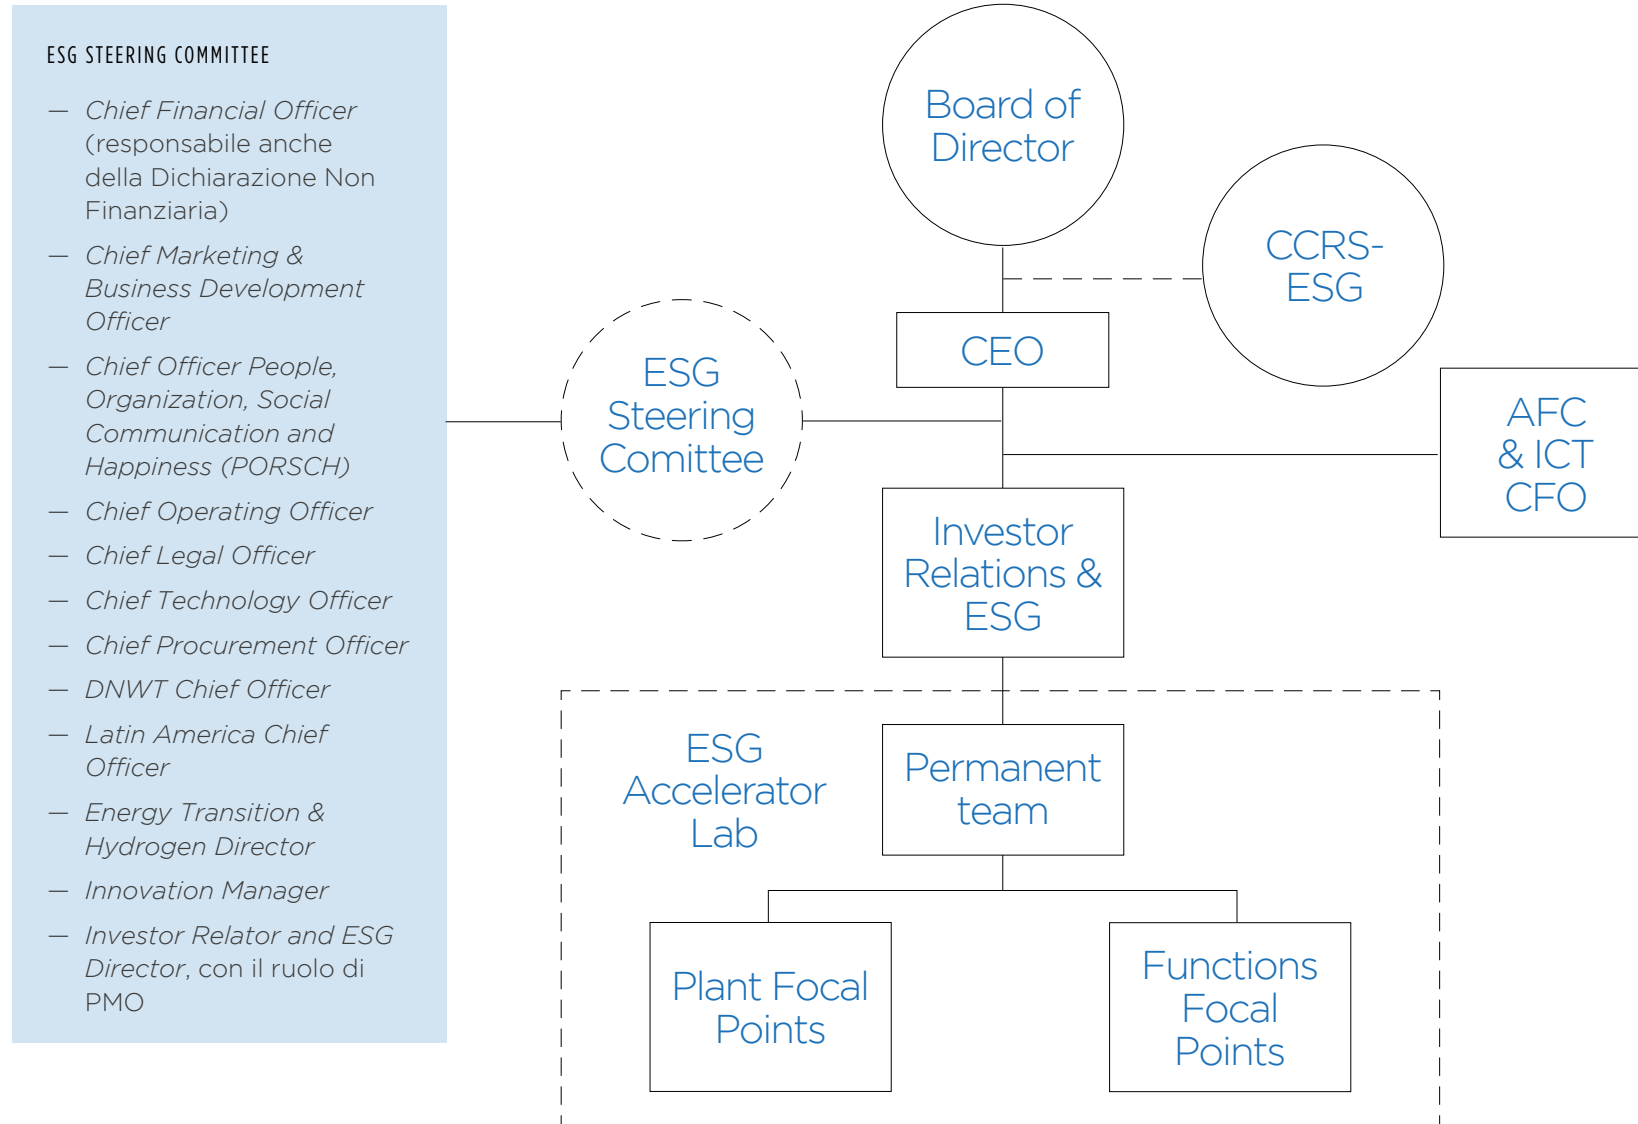 ESG STEERING COMMITTEE
— Chief Financial Officer
(responsabile anche
della Dichiarazione Non
Finanziaria)
— Chief Marketing &
Business Development
Officer
— Chief Officer People,
Organization, Social
Communication and
Happiness (PORSCH)
— Chief Operating Officer
— Chief Legal Officer
— Chief Technology Officer
— Chief Procurement Officer
— DNWT Chief Officer
— Latin America Chief
Officer
— Energy Transition &
Hydrogen Director
— Innovation Manager
— Investor Relator and ESG
Director, con il ruolo di
PMO
Board of
Director
CCRS-
ESG
CEO
ESG
Steering
Comittee
AFC
& ICT
CFO
Investor
Relations &
ESG
ESG
Accelerator
Lab
Permanent
team
Plant Focal
Points
Functions
Focal
Points